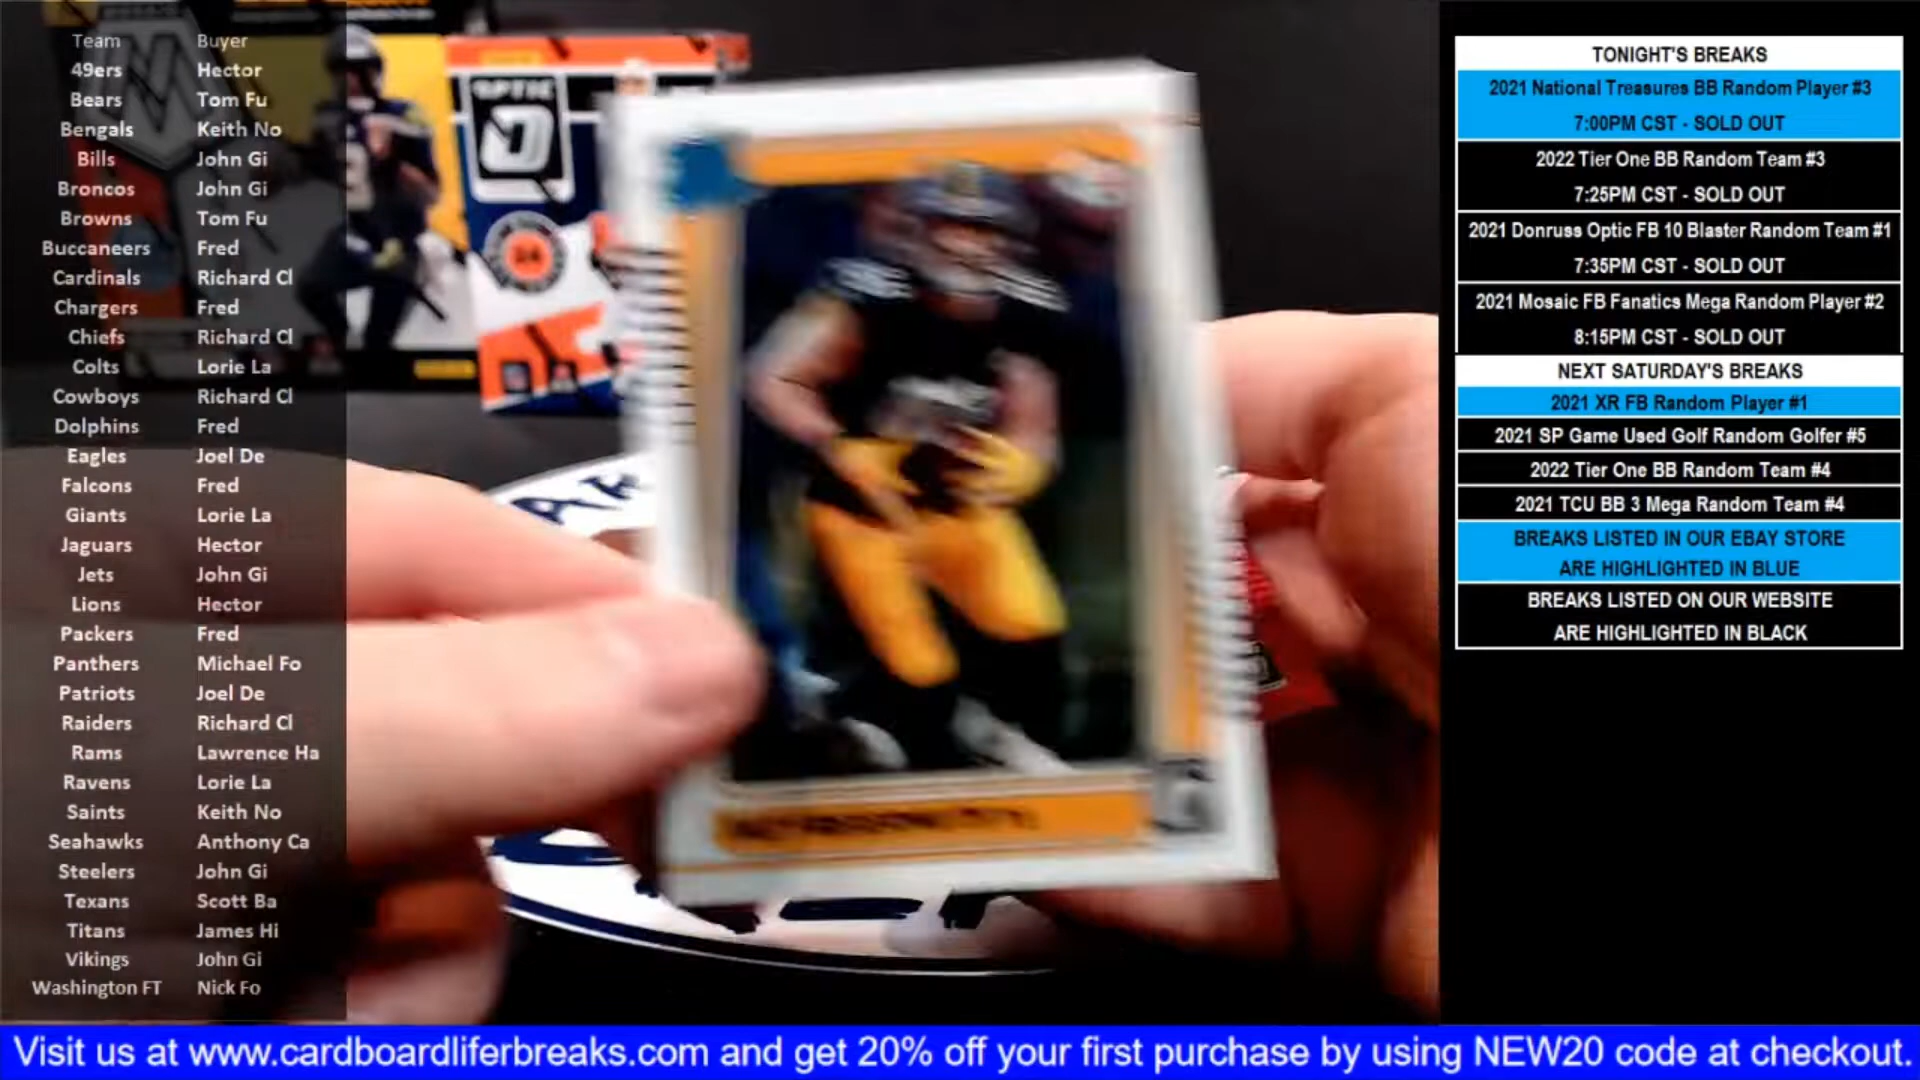 Team Buyer
49ers Hector
Bears Tom Fu
Bengals Keith No
Bills John Gi
Broncos John Gi
Browns Tom Fu
Buccaneers Fred
Cardinals Richard Cl
Chargers Fred
Chiefs Richard Cl
Colts Lorie La
Cowboys Richard Cl
Dolphins Fred
Eagles Joel De
Falcons Fred
Giants Lorie La
Jaguars Hector
Jets John Gi
Lions Hector
Packers Fred
Panthers Michael Fo
Patriots Joel De
Raiders Richard Cl
Rams Lawrence Ha
Ravens Lorie La
Saints Keith No
Seahawks Anthony Ca
Steelers John Gi
Texans Scott Ba
Titans James Hi
Vikings John Gi
Washington FT Nick Fo
OPTIC
TONIGHT'S BREAKS
2021 National Treasures BB Random Player #3
7:00PM CST - SOLD OUT
2022 Tier One BB Random Team #3
7:25PM CST - SOLD OUT
2021 Donruss Optic FB 10 Blaster Random Team #1
7:35PM CST - SOLD OUT
2021 Mosaic FB Fanatics Mega Random Player #2
8:15PM CST - SOLD OUT
NEXT SATURDAY'S BREAKS
2021 XR FB Random Player #1
2021 SP Game Used Golf Random Golfer #5
2022 Tier One BB Random Team #4
2021 TCU BB 3 Mega Random Team #4
BREAKS LISTED IN OUR EBAY STORE
ARE HIGHLIGHTED IN BLUE
BREAKS LISTED ON OUR WEBSITE
ARE HIGHLIGHTED IN BLACK
Visit us at www.cardboardliferbreaks.com and get 20% off your first purchase by using NEW20 code at checkout.